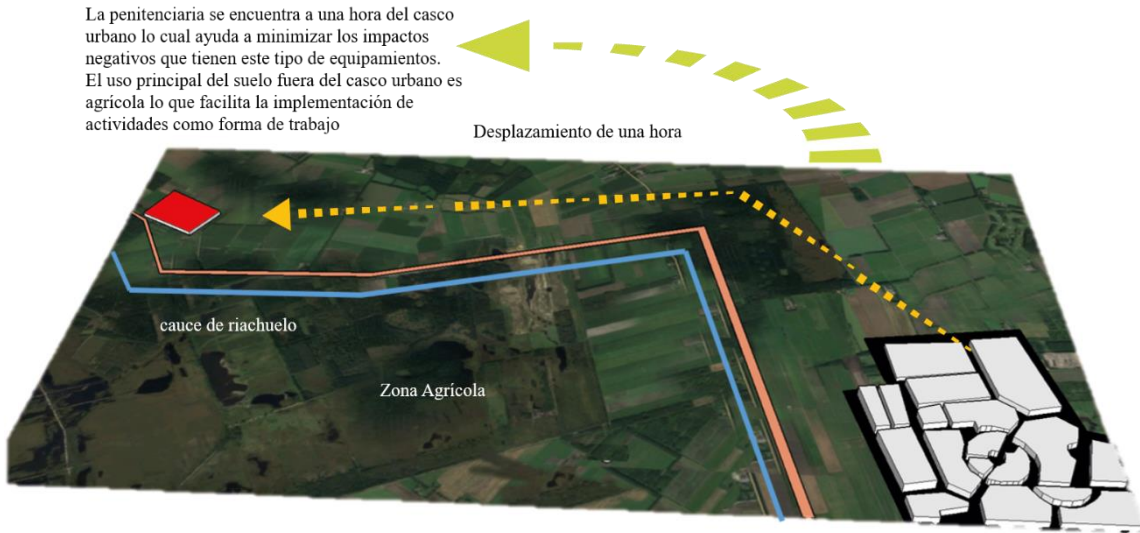 La penitenciaria se encuentra a una hora del casco
urbano lo cual ayuda a minimizar los impactos
negativos que tienen este tipo de equipamientos.
El uso principal del suelo fuera del casco urbano es
agrícola lo que facilita la implementación de
actividades como forma de trabajo
Desplazamiento de una hora
cauce de riachuelo
Zona Agrícola